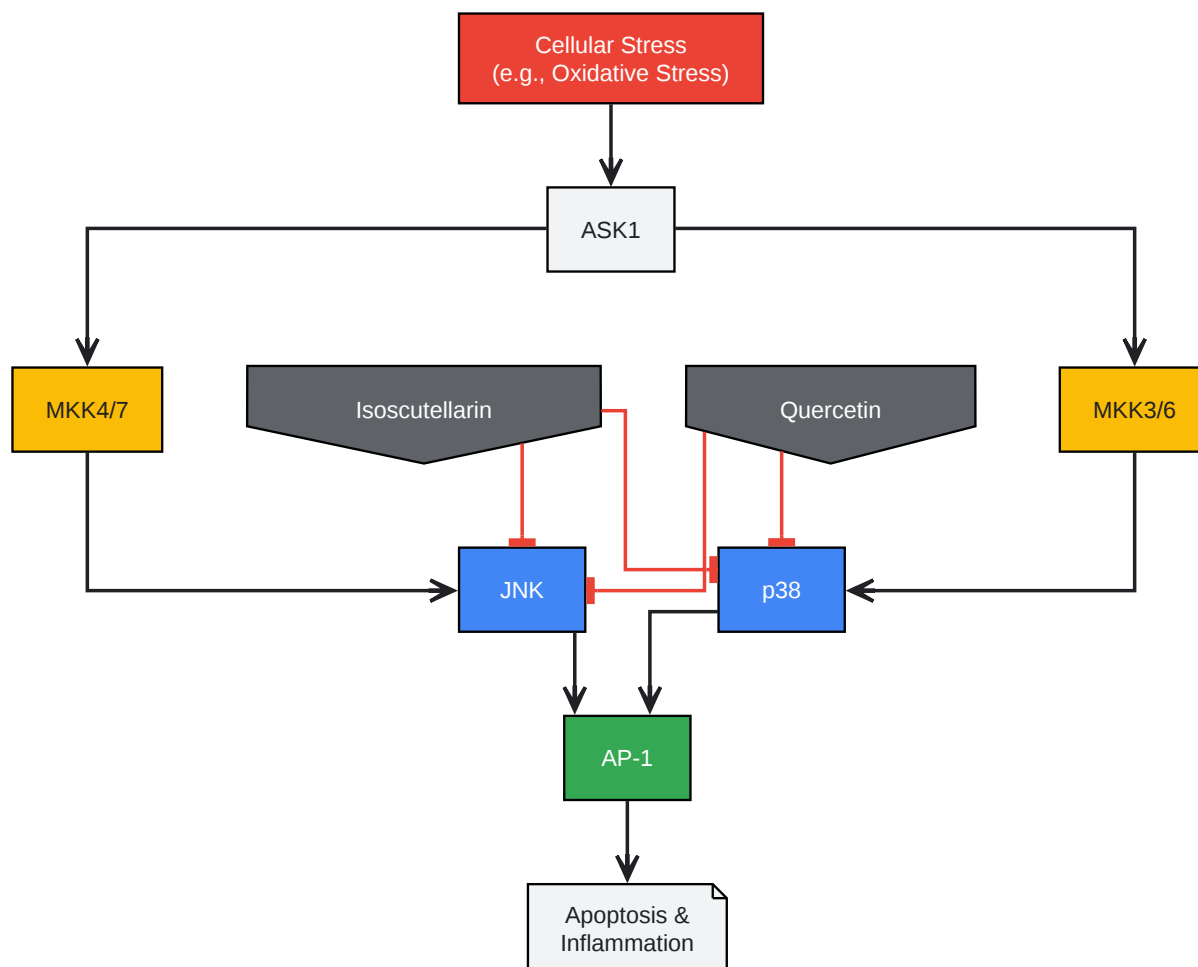 Cellular Stress
(e.g., Oxidative Stress)
ASK1
MKK4/7
Isoscutellarin
Quercetin
MKK3/6
JNK
p38
AP-1
Apoptosis &
Inflammation